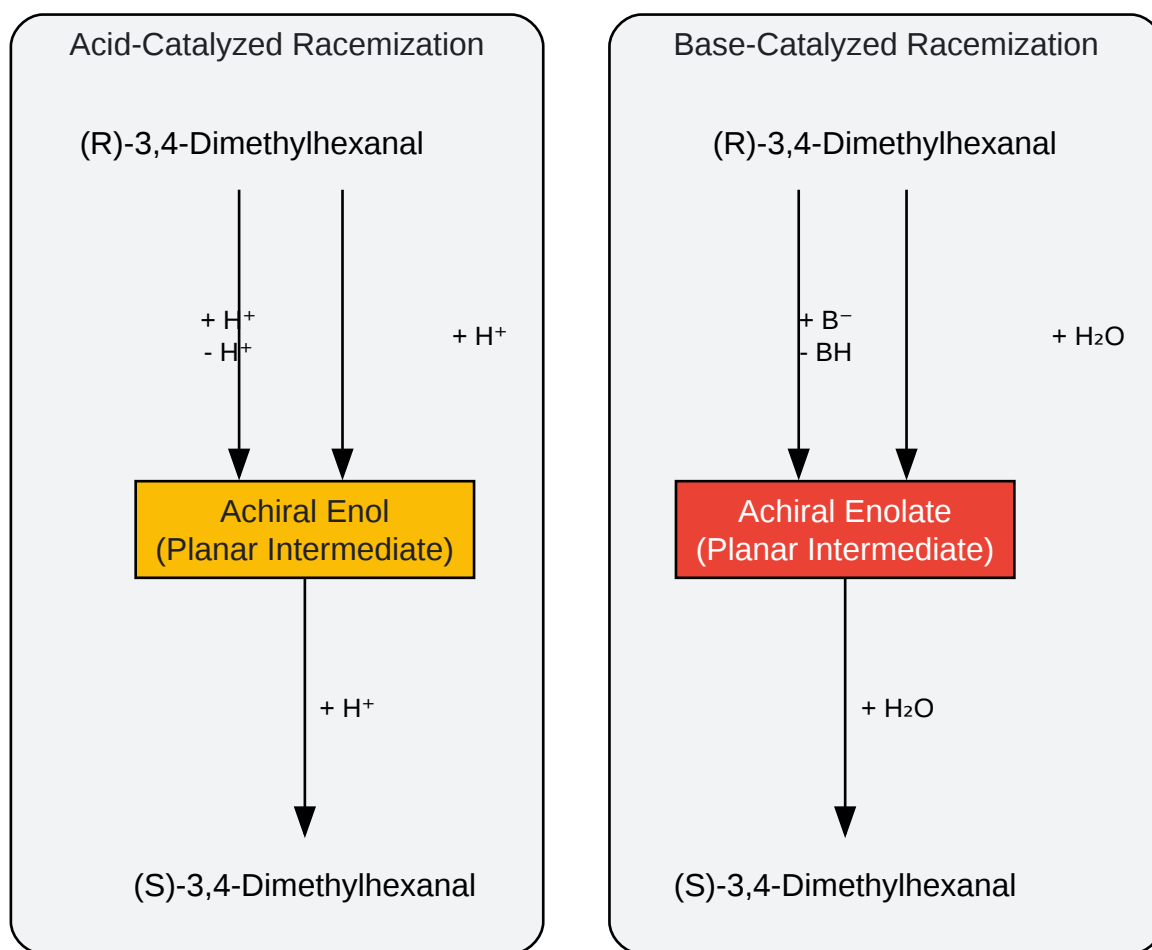 Acid-Catalyzed Racemization
(R)-3,4-Dimethylhexanal
+ H⁺
- H⁺
+ H⁺
Achiral Enol
(Planar Intermediate)
+ H⁺
(S)-3,4-Dimethylhexanal
Base-Catalyzed Racemization
(R)-3,4-Dimethylhexanal
+ B⁻
- BH
+ H₂O
Achiral Enolate
(Planar Intermediate)
+ H₂O
(S)-3,4-Dimethylhexanal